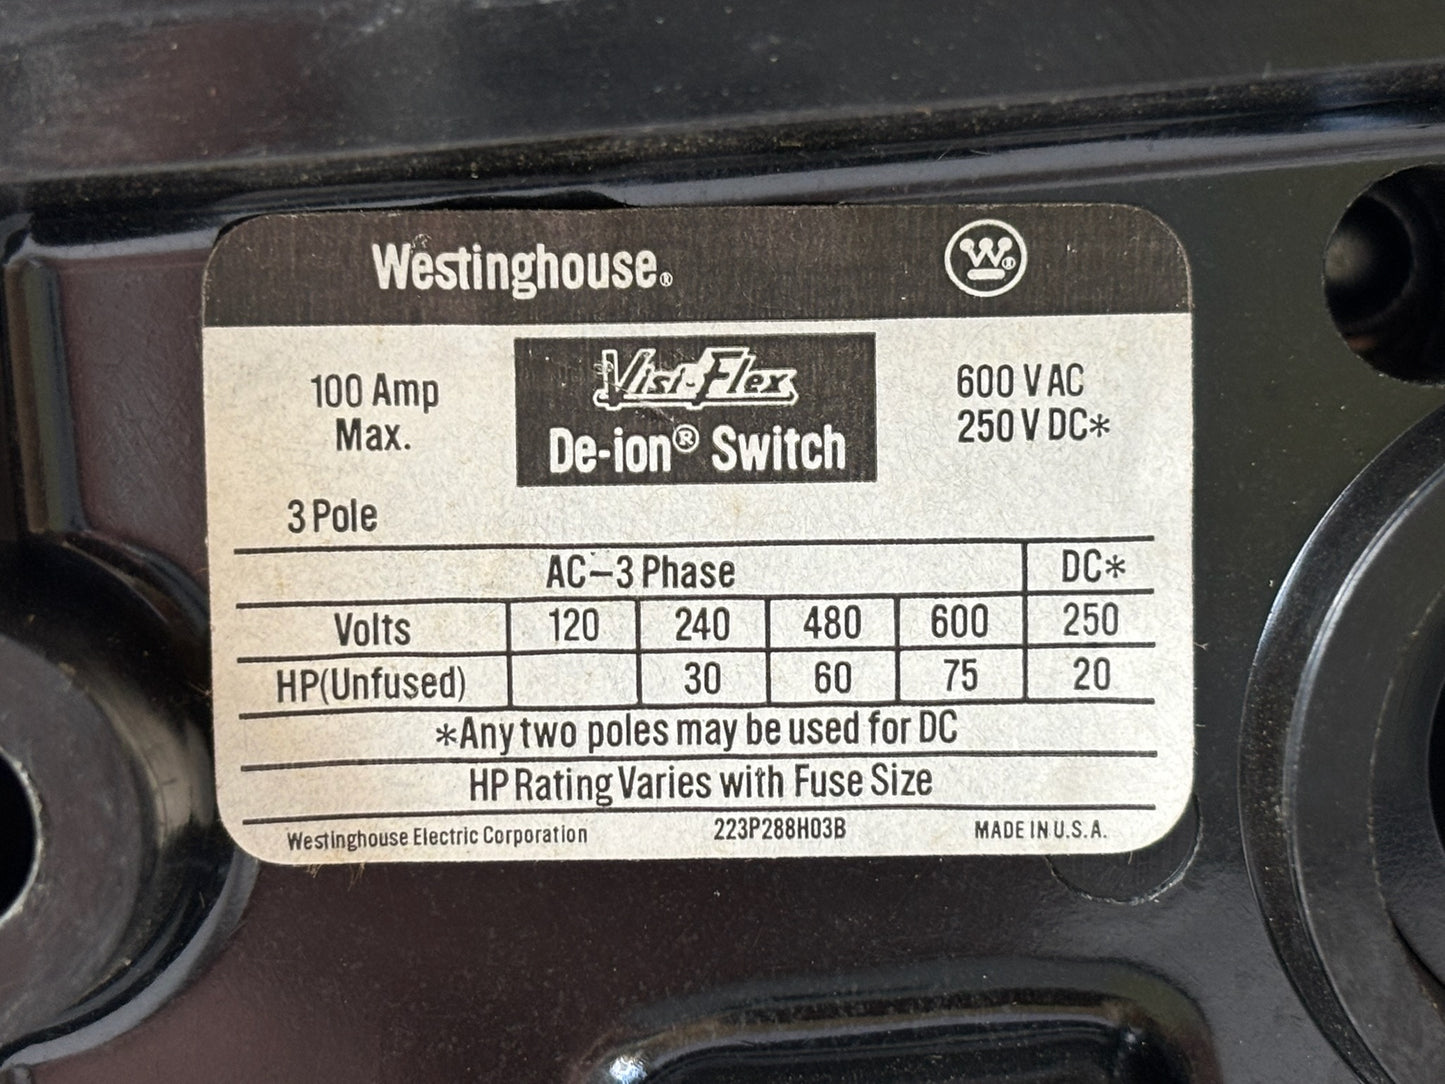 Westinghouse®
W®
100 Amp
Max.
Visi-Flex
De-ion® Switch
600 V AC
250 V DC*
3 Pole
AC–3 Phase DC*
Volts 120 240 480 600 250
HP(Unfused) 30 60 75 20
*Any two poles may be used for DC
HP Rating Varies with Fuse Size
Westinghouse Electric Corporation 223P288H03B MADE IN U.S.A.